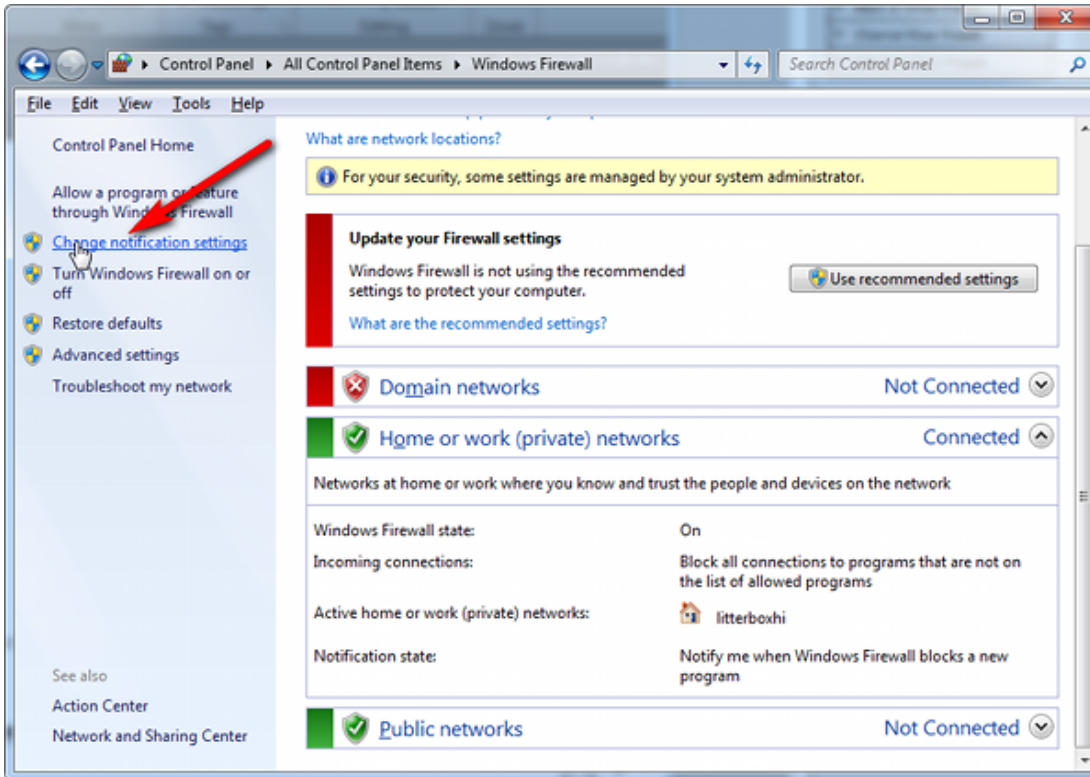 Control Panel ▸ All Control Panel Items ▸ Windows Firewall
Search Control Panel
File Edit View Tools Help
Control Panel Home
Allow a program or feature
through Windows Firewall
Change notification settings
Turn Windows Firewall on or
off
Restore defaults
Advanced settings
Troubleshoot my network
See also
Action Center
Network and Sharing Center
What are network locations?
For your security, some settings are managed by your system administrator.
Update your Firewall settings
Windows Firewall is not using the recommended
settings to protect your computer.
Use recommended settings
What are the recommended settings?
Domain networks Not Connected
Home or work (private) networks Connected
Networks at home or work where you know and trust the people and devices on the network
Windows Firewall state: On
Incoming connections: Block all connections to programs that are not on
the list of allowed programs
Active home or work (private) networks: litterboxhi
Notification state: Notify me when Windows Firewall blocks a new
program
Public networks Not Connected